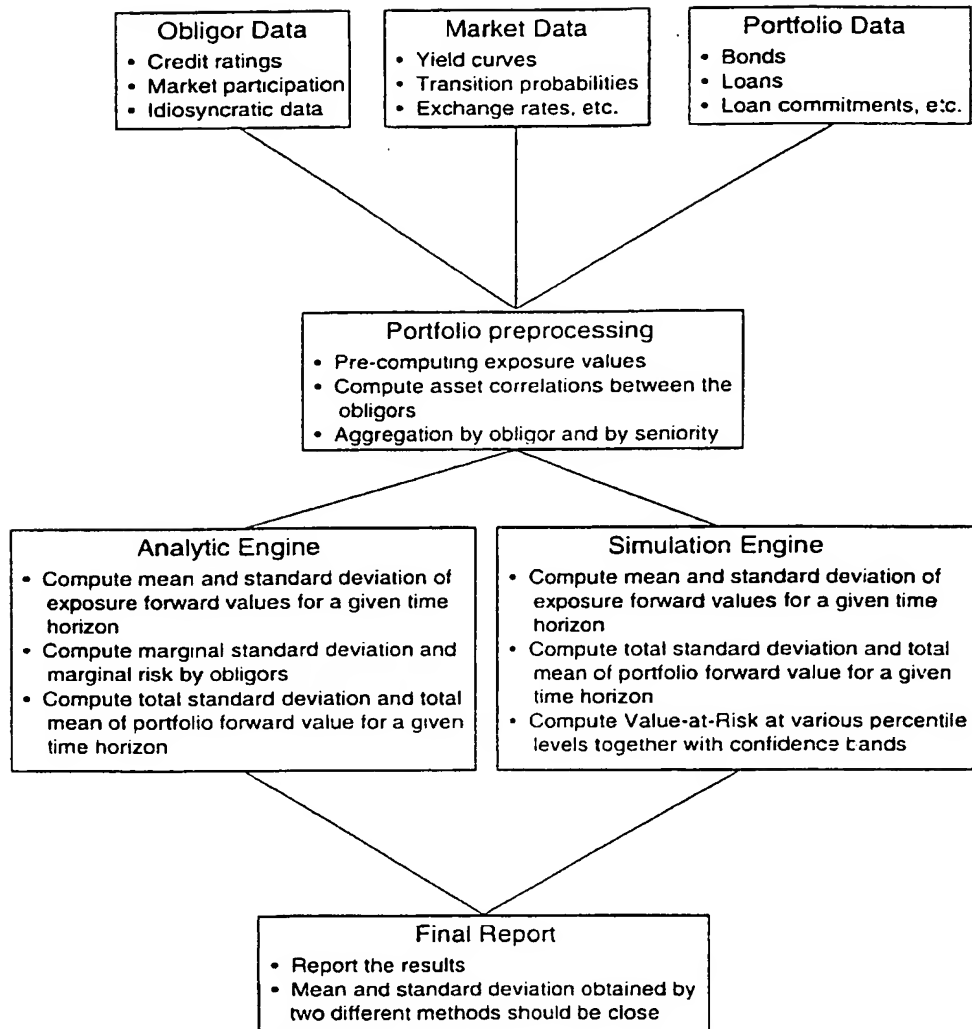 Obligor Data
• Credit ratings
• Market participation
• Idiosyncratic data
Market Data
• Yield curves
• Transition probabilities
• Exchange rates, etc.
Portfolio Data
• Bonds
• Loans
• Loan commitments, etc.
Portfolio preprocessing
• Pre-computing exposure values
• Compute asset correlations between the
obligors
• Aggregation by obligor and by seniority
Analytic Engine
• Compute mean and standard deviation of
exposure forward values for a given time
horizon
• Compute marginal standard deviation and
marginal risk by obligors
• Compute total standard deviation and total
mean of portfolio forward value for a given
time horizon
Simulation Engine
• Compute mean and standard deviation of
exposure forward values for a given time
horizon
• Compute total standard deviation and total
mean of portfolio forward value for a given
time horizon
• Compute Value-at-Risk at various percentile
levels together with confidence bands
Final Report
• Report the results
• Mean and standard deviation obtained by
two different methods should be close